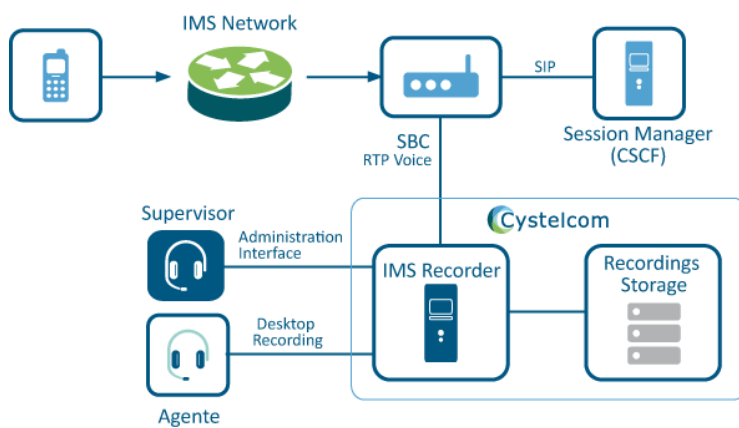 IMS Network
SIP
Session Manager
(CSCF)
SBC
RTP Voice
Supervisor
Administration
Interface
Cystelcom
IMS Recorder
Recordings
Storage
Desktop
Recording
Agente